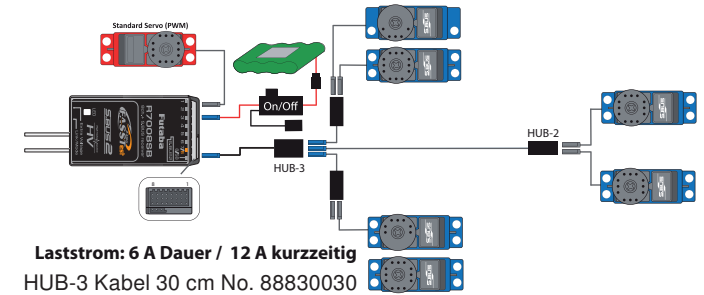 Standard Servo (PWM)
On/Off
Futaba
R7008SB
FASSTest
S.BUS2
HV
HUB-3
HUB-2
Laststrom: 6 A Dauer / 12 A kurzzeitig
HUB-3 Kabel 30 cm No. 88830030